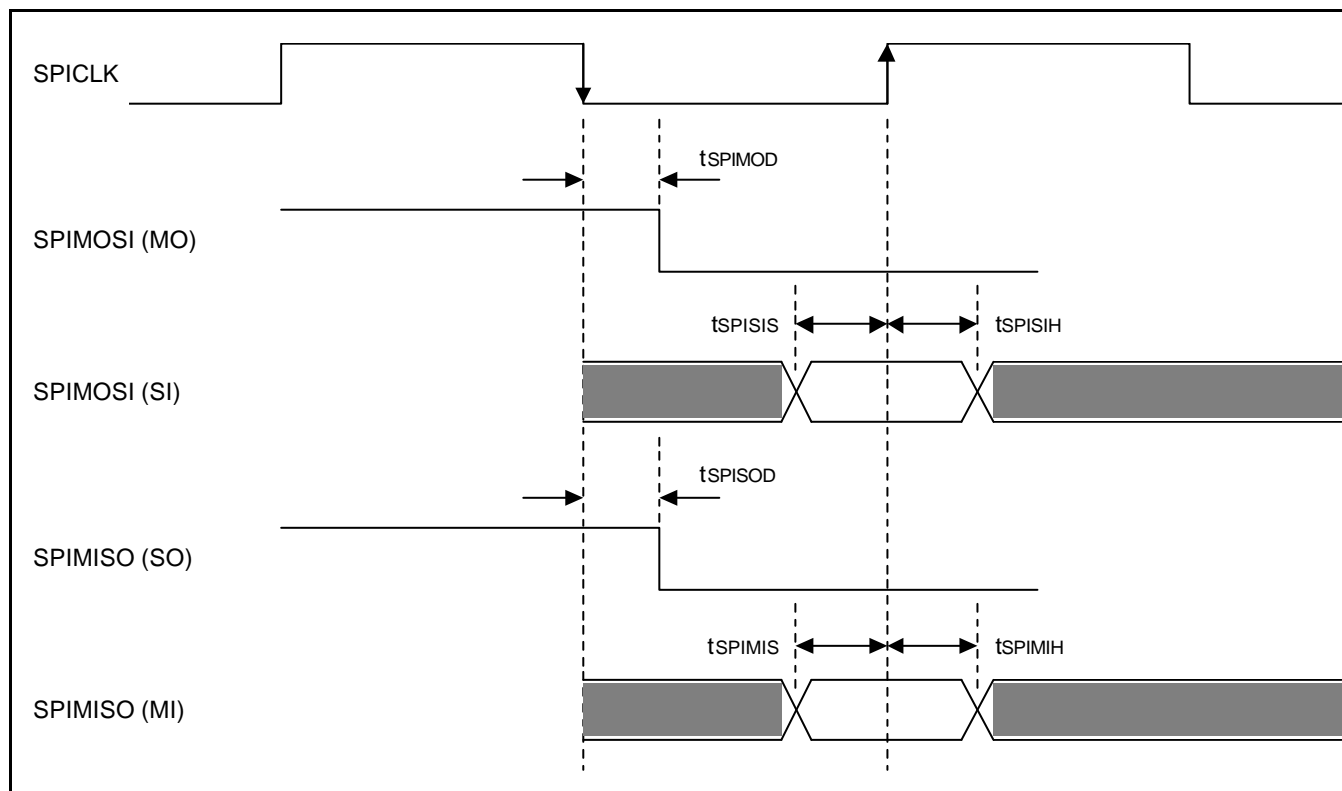 SPICLK
tSPIMOD
SPIMOSI (MO)
tSPISIS
tSPISIH
SPIMOSI (SI)
tSPISOD
SPIMISO (SO)
tSPIMIS
tSPIMIH
SPIMISO (MI)